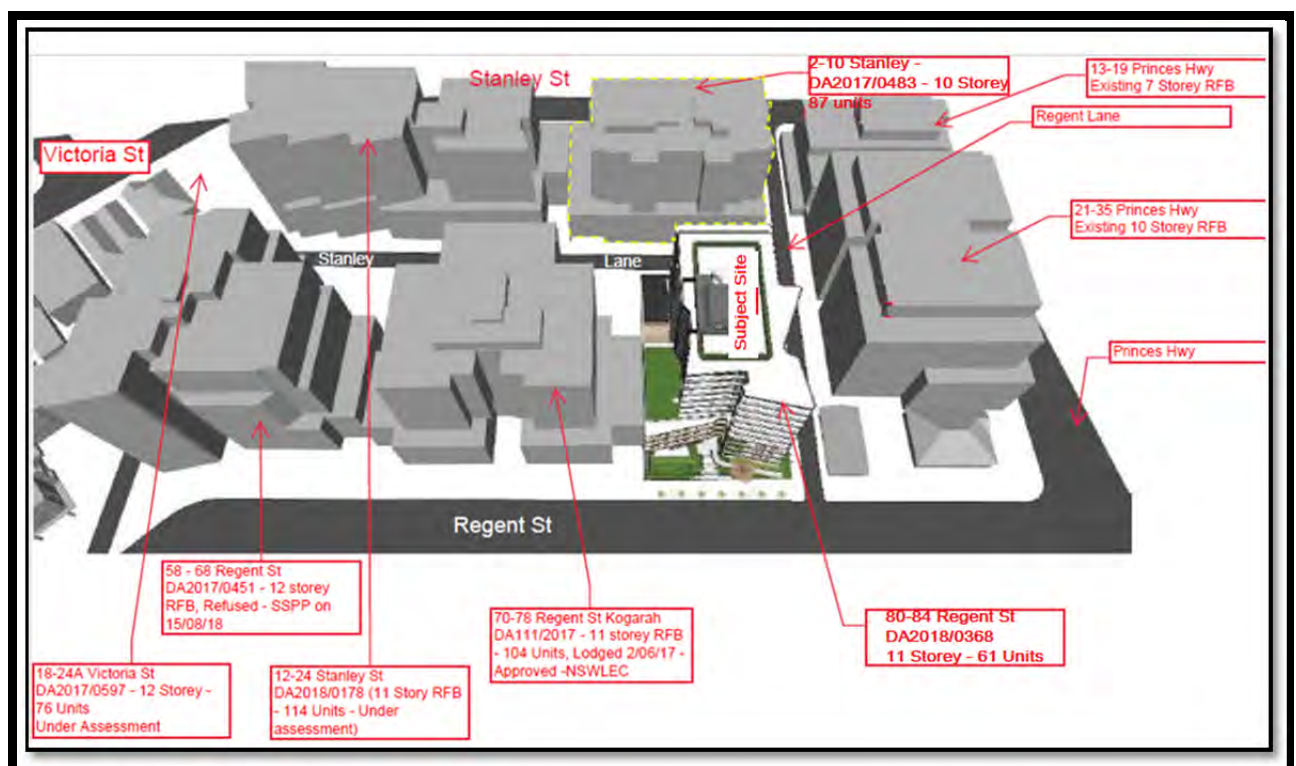 Stanley St
2-10 Stanley -
DA2017/0483 - 10 Storey
87 units
13-19 Princes Hwy
Existing 7 Storey RFB
Regent Lane
Victoria St
21-35 Princes Hwy
Existing 10 Storey RFB
Stanley Lane
Subject Site
Princes Hwy
Regent St
58 - 68 Regent St
DA2017/0451 - 12 storey
RFB, Refused - SSPP on
15/08/18
70-78 Regent St Kogarah
DA111/2017 - 11 storey RFB
- 104 Units, Lodged 2/06/17 -
Approved -NSWLEC
80-84 Regent St
DA2018/0368
11 Storey - 61 Units
18-24A Victoria St
DA2017/0597 - 12 Storey -
76 Units
Under Assessment
12-24 Stanley St
DA2018/0178 (11 Story RFB
- 114 Units - Under
assessment)